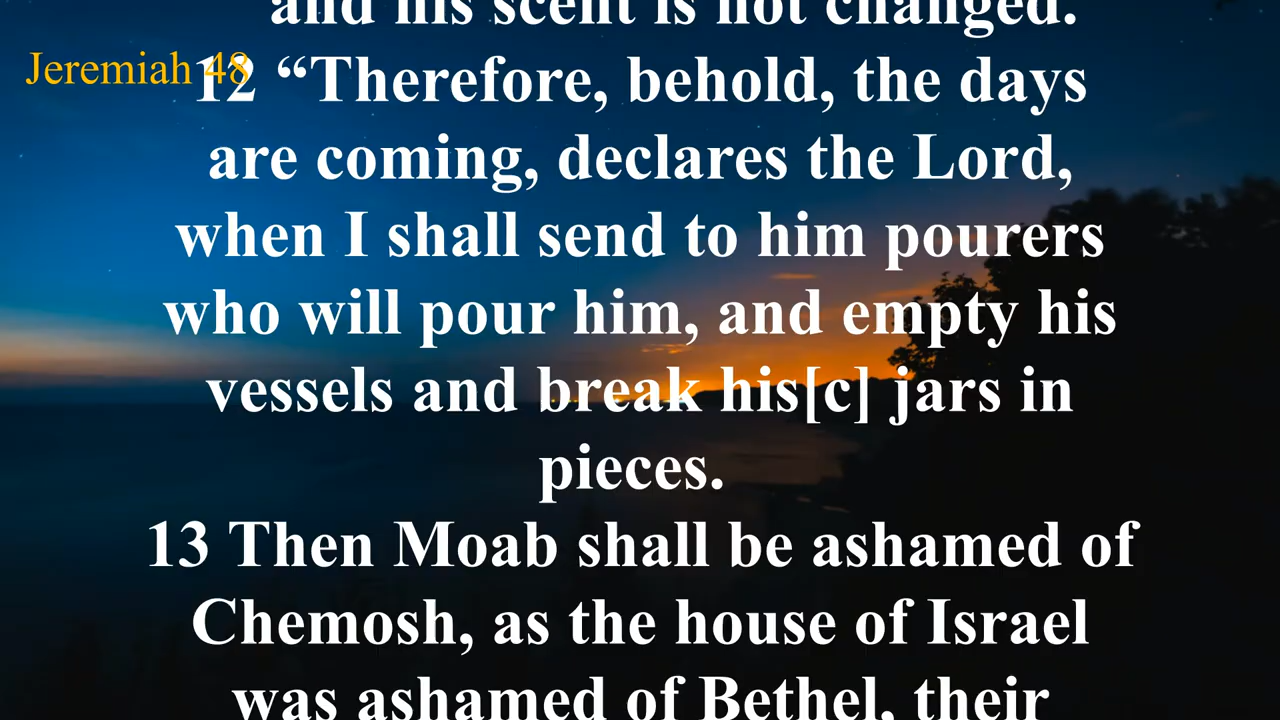 and his scent is not changed.
Jeremiah 48
12 “Therefore, behold, the days
are coming, declares the Lord,
when I shall send to him pourers
who will pour him, and empty his
vessels and break his[c] jars in
pieces.
13 Then Moab shall be ashamed of
Chemosh, as the house of Israel
was ashamed of Bethel, their